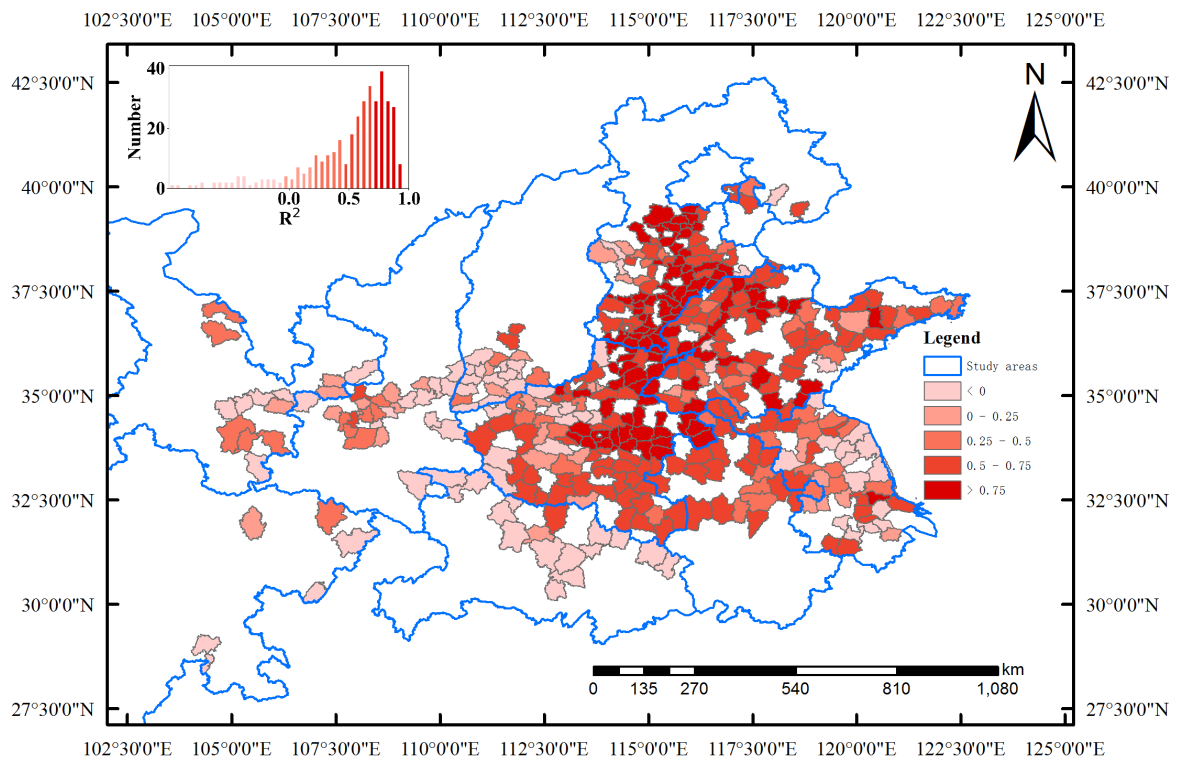 102°30'0"E 105°0'0"E 107°30'0"E 110°0'0"E 112°30'0"E 115°0'0"E 117°30'0"E 120°0'0"E 122°30'0"E 125°0'0"E
42°30'0"N 42°30'0"N
40
N
Number
20
40°0'0"N 40°0'0"N
0
0.0 0.5 1.0
R²
37°30'0"N 37°30'0"N
Legend
Study areas
< 0
35°0'0"N 35°0'0"N
0 - 0.25
0.25 - 0.5
0.5 - 0.75
> 0.75
32°30'0"N 32°30'0"N
30°0'0"N 30°0'0"N
km
0 135 270 540 810 1,080
27°30'0"N 27°30'0"N
102°30'0"E 105°0'0"E 107°30'0"E 110°0'0"E 112°30'0"E 115°0'0"E 117°30'0"E 120°0'0"E 122°30'0"E 125°0'0"E